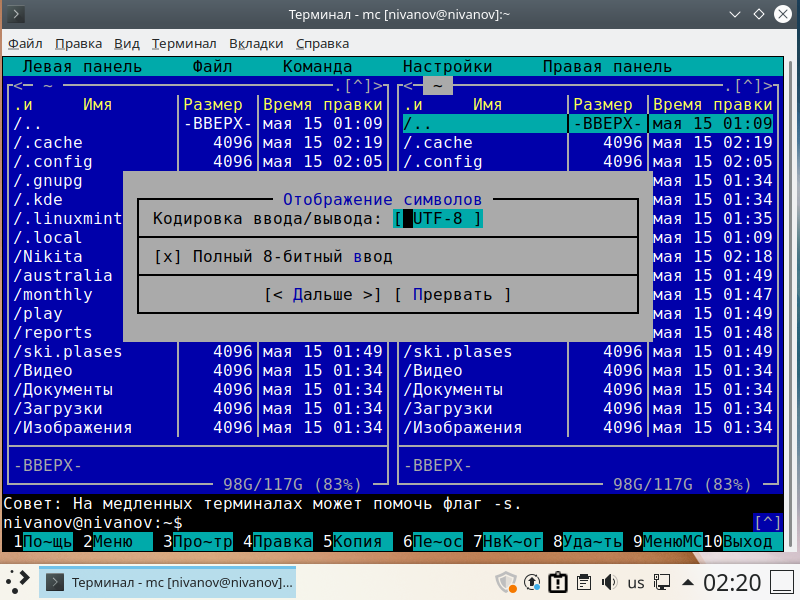 Терминал - mc [nivanov@nivanov]:~
Файл Правка Вид Терминал Вкладки Справка
Левая панель Файл Команда Настройки Правая панель
<— ~ .[^]> <— ~ .[^]>
.и Имя Размер Время правки .и Имя Размер Время правки
/.. -ВВЕРХ- мая 15 01:09 /.. -ВВЕРХ- мая 15 01:09
/.cache 4096 мая 15 02:19 /.cache 4096 мая 15 02:19
/.config 4096 мая 15 02:05 /.config 4096 мая 15 02:05
/.gnupg мая 15 01:34
/.kde Отображение символов мая 15 01:34
/.linuxmint Кодировка ввода/вывода: [ UTF-8 ] мая 15 01:35
/.local мая 15 01:09
/Nikita [x] Полный 8-битный ввод мая 15 02:18
/australia мая 15 01:49
/monthly [< Дальше >] [ Прервать ] мая 15 01:47
/play мая 15 01:49
/reports мая 15 01:48
/ski.plases 4096 мая 15 01:49 /ski.plases 4096 мая 15 01:49
/Видео 4096 мая 15 01:34 /Видео 4096 мая 15 01:34
/Документы 4096 мая 15 01:34 /Документы 4096 мая 15 01:34
/Загрузки 4096 мая 15 01:34 /Загрузки 4096 мая 15 01:34
/Изображения 4096 мая 15 01:34 /Изображения 4096 мая 15 01:34
-ВВЕРХ- -ВВЕРХ-
98G/117G (83%) 98G/117G (83%)
Совет: На медленных терминалах может помочь флаг -s.
nivanov@nivanov:~$ [^]
1По~щь 2Меню 3Про~тр 4Правка 5Копия 6Пе~ос 7НвК~ог 8Уда~ть 9МенюMC 10Выход
Терминал - mc [nivanov@nivanov]... us 02:20